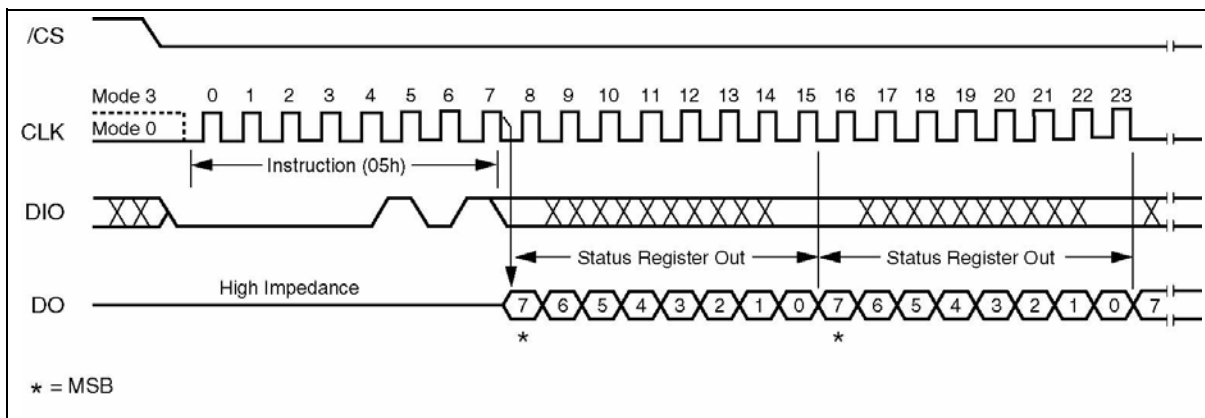 /CS
Mode 3
0 1 2 3 4 5 6 7 8 9 10 11 12 13 14 15 16 17 18 19 20 21 22 23
CLK
Mode 0
Instruction (05h)
DIO
Status Register Out Status Register Out
High Impedance
DO
7 6 5 4 3 2 1 0 7 6 5 4 3 2 1 0 7
* *
* = MSB